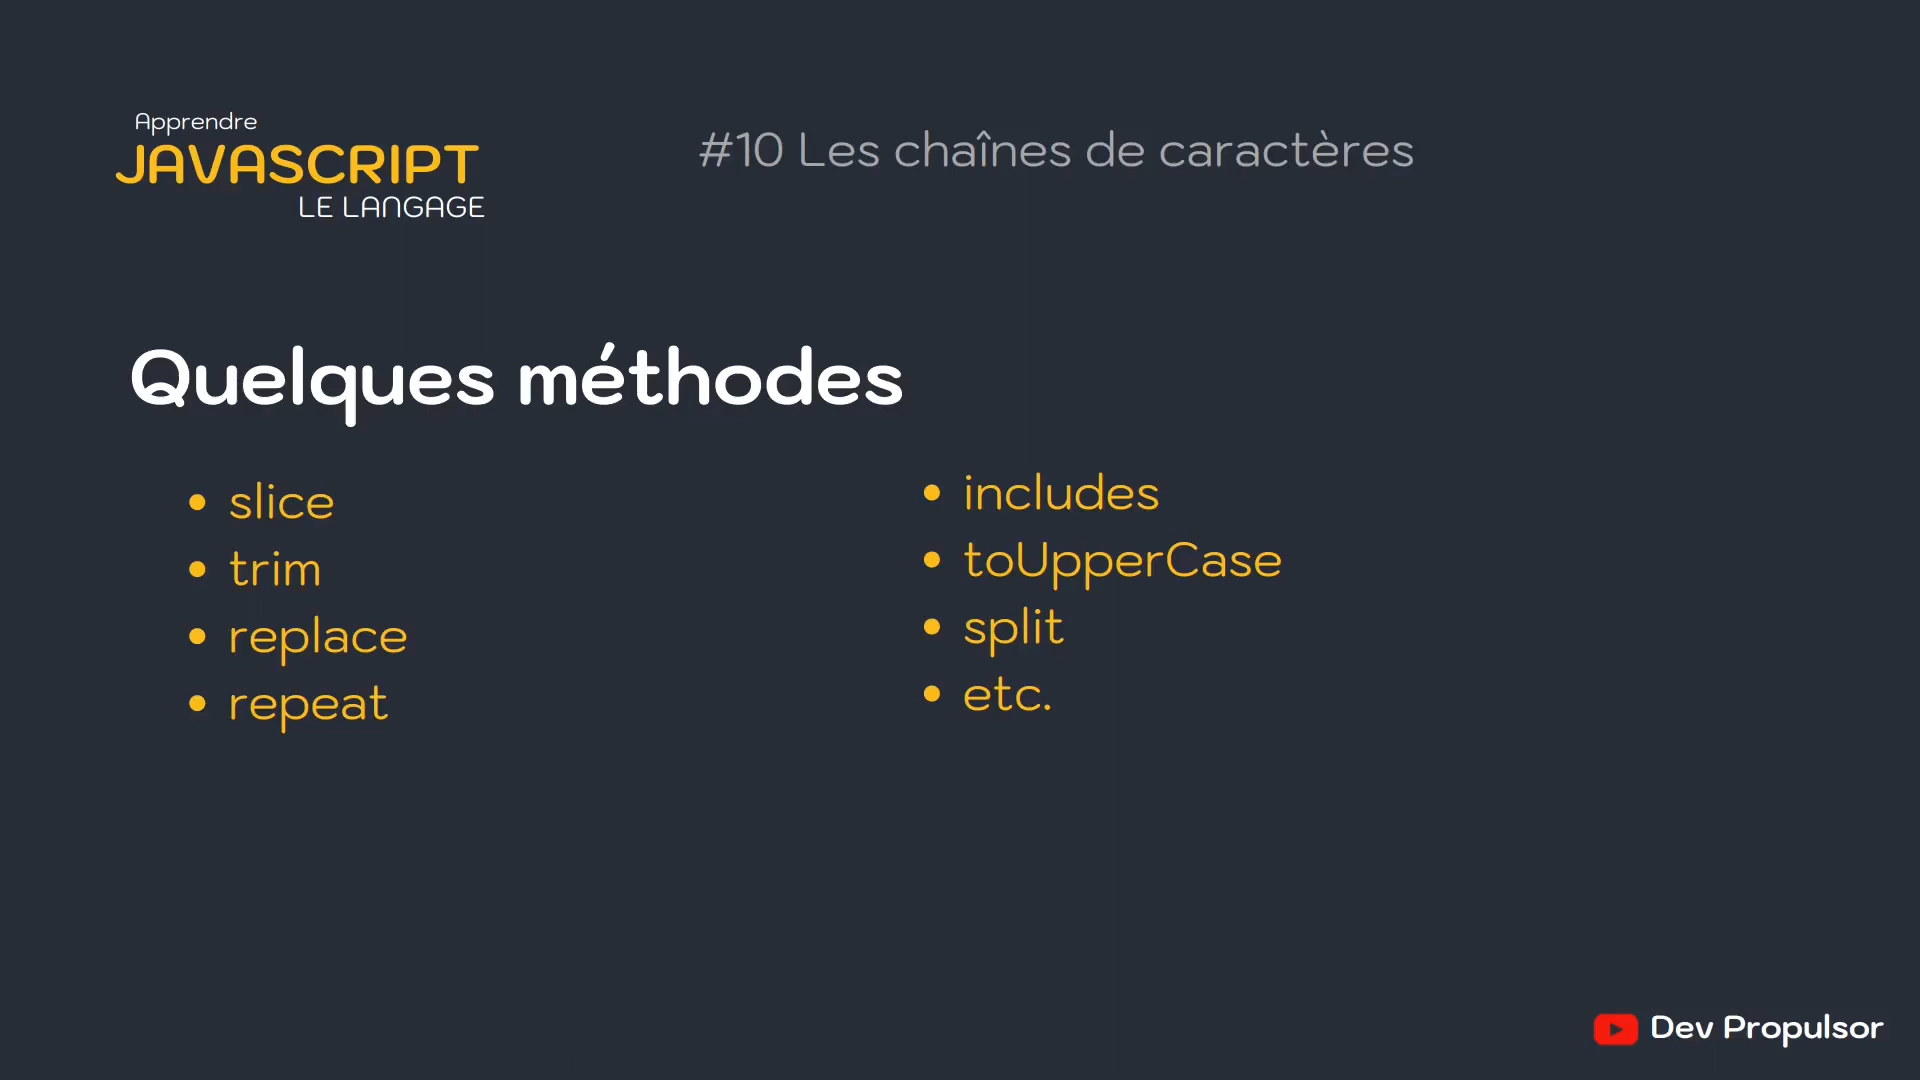 Apprendre
JAVASCRIPT
LE LANGAGE
#10 Les chaînes de caractères
Quelques méthodes
• slice
• trim
• replace
• repeat
• includes
• toUpperCase
• split
• etc.
Dev Propulsor